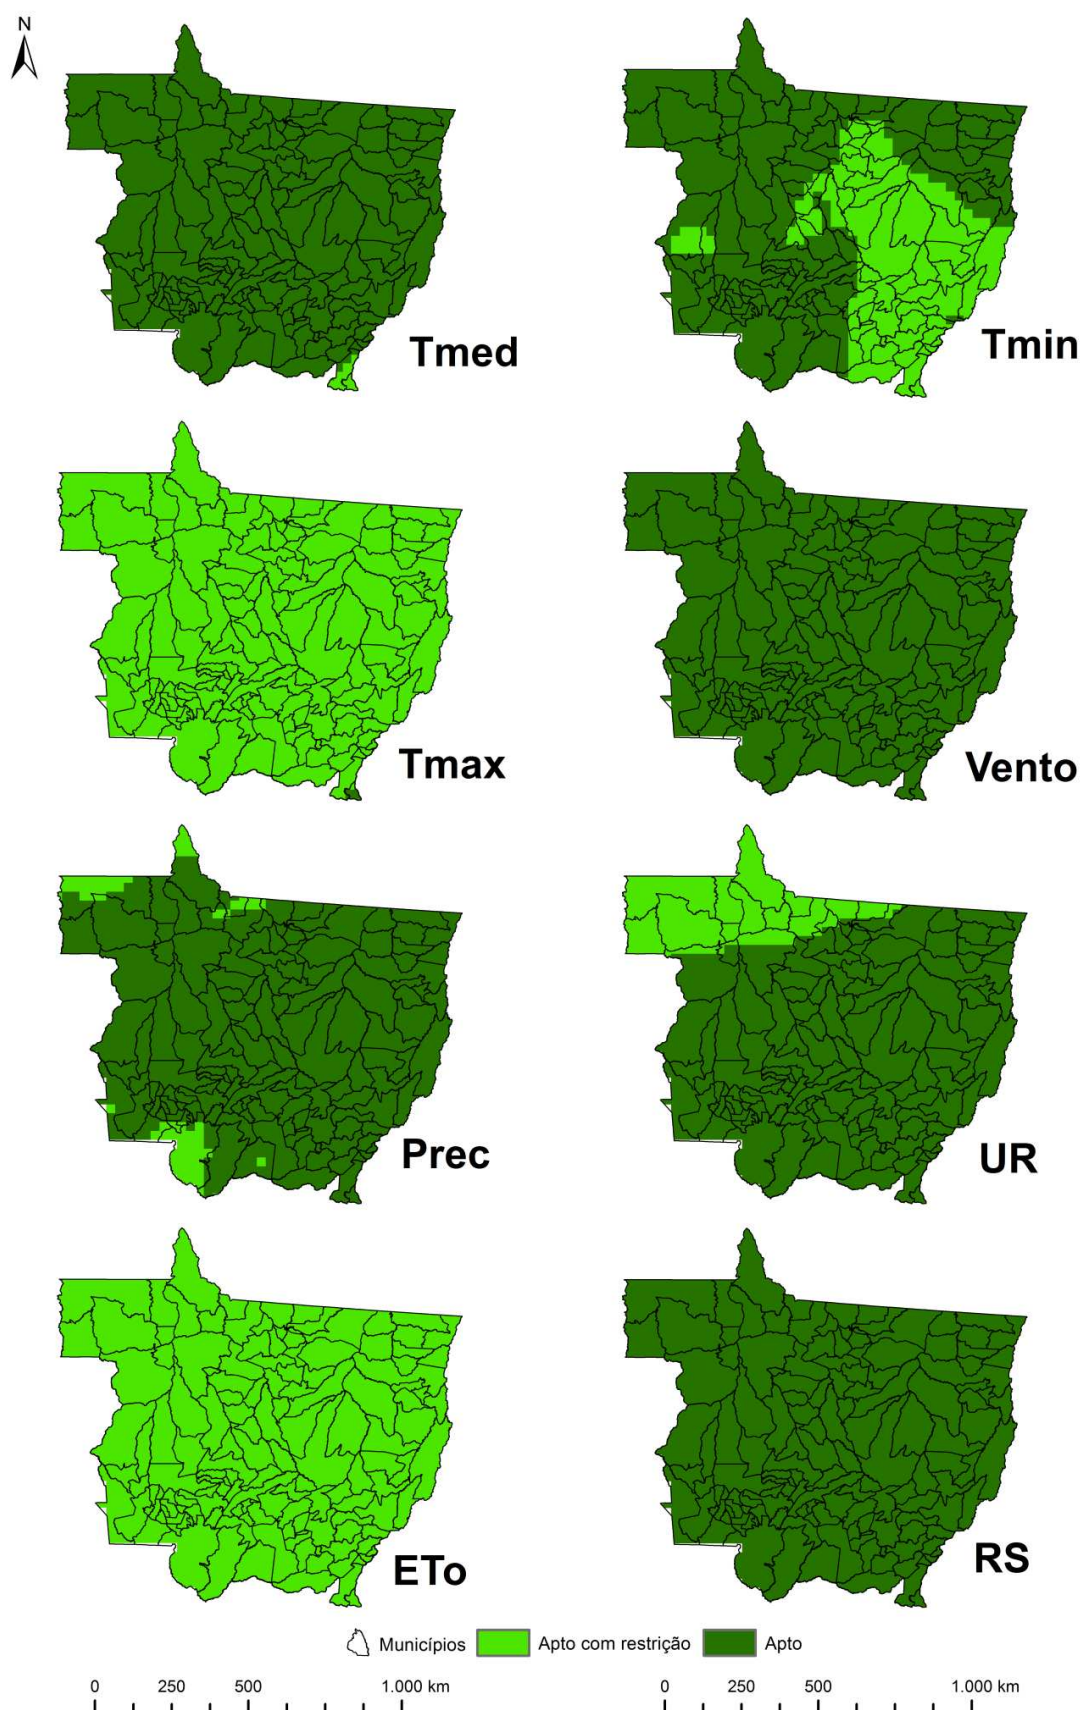 N
Tmed
Tmin
Tmax
Vento
Prec
UR
ETo
RS
Municípios Apto com restrição Apto
0 250 500 1.000 km
0 250 500 1.000 km